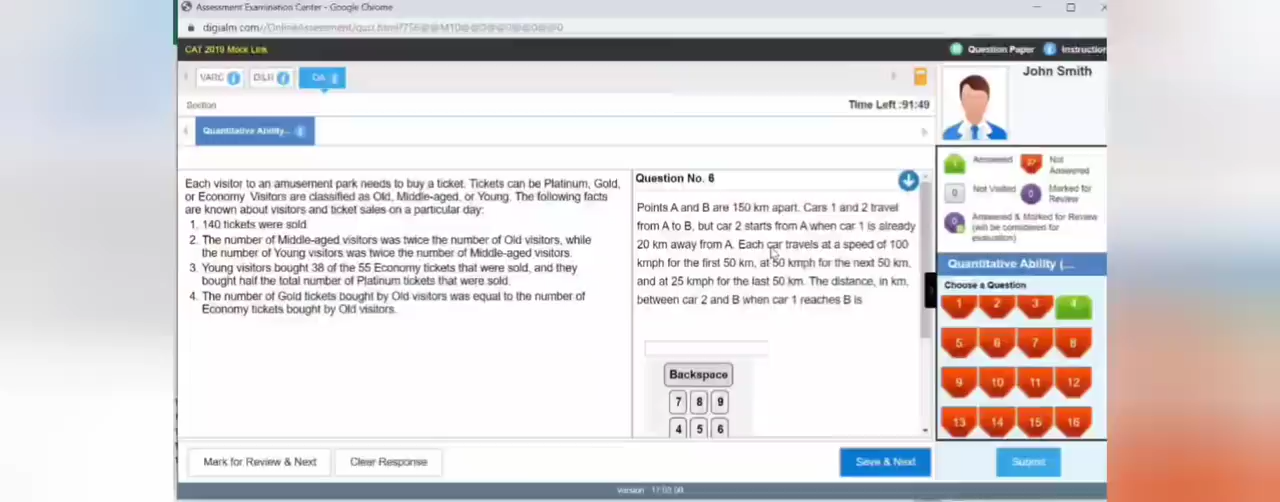 Assessment Examination Center - Google Chrome
CAT 2019 Mock Link
Question Paper
Instruction
VARC
DILR
QA
John Smith
Section
Time Left :91:49
Quantitative Ability...
Answered
Not Answered
Not Visited
Marked for Review
Answered & Marked for Review (will be considered for evaluation)
Each visitor to an amusement park needs to buy a ticket. Tickets can be Platinum, Gold,
or Economy. Visitors are classified as Old, Middle-aged, or Young. The following facts
are known about visitors and ticket sales on a particular day:
1. 140 tickets were sold.
2. The number of Middle-aged visitors was twice the number of Old visitors, while
the number of Young visitors was twice the number of Middle-aged visitors.
3. Young visitors bought 38 of the 55 Economy tickets that were sold, and they
bought half the total number of Platinum tickets that were sold.
4. The number of Gold tickets bought by Old visitors was equal to the number of
Economy tickets bought by Old visitors.
Question No. 6
Points A and B are 150 km apart. Cars 1 and 2 travel
from A to B, but car 2 starts from A when car 1 is already
20 km away from A. Each car travels at a speed of 100
kmph for the first 50 km, at 50 kmph for the next 50 km,
and at 25 kmph for the last 50 km. The distance, in km,
between car 2 and B when car 1 reaches B is
Backspace
7 8 9
4 5 6
Quantitative Ability (...
Choose a Question
1 2 3 4
5 6 7 8
9 10 11 12
13 14 15 16
Mark for Review & Next
Clear Response
Save & Next
Submit